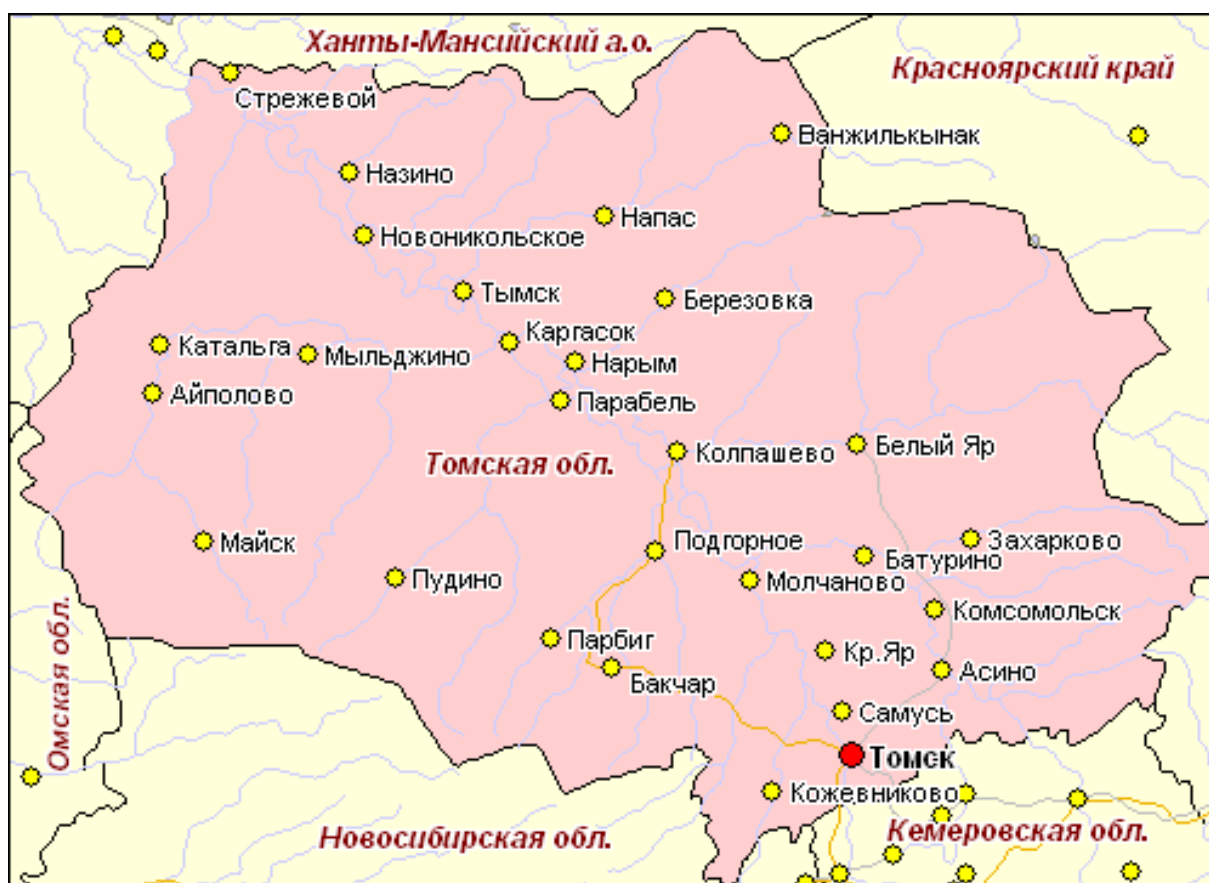 Ханты-Мансийский а.о.
Красноярский край
Стрежевой
Ванжилькынак
Назино
Напас
Новоникольское
Тымск
Березовка
Каргасок
Катальга
Мыльджино
Нарым
Айполово
Парабель
Белый Яр
Колпашево
Томская обл.
Майск
Подгорное
Захарково
Батурино
Пудино
Молчаново
Комсомольск
Парбиг
Кр.Яр
Бакчар
Асино
Омская обл.
Самусь
Томск
Кожевниково
Новосибирская обл.
Кемеровская обл.